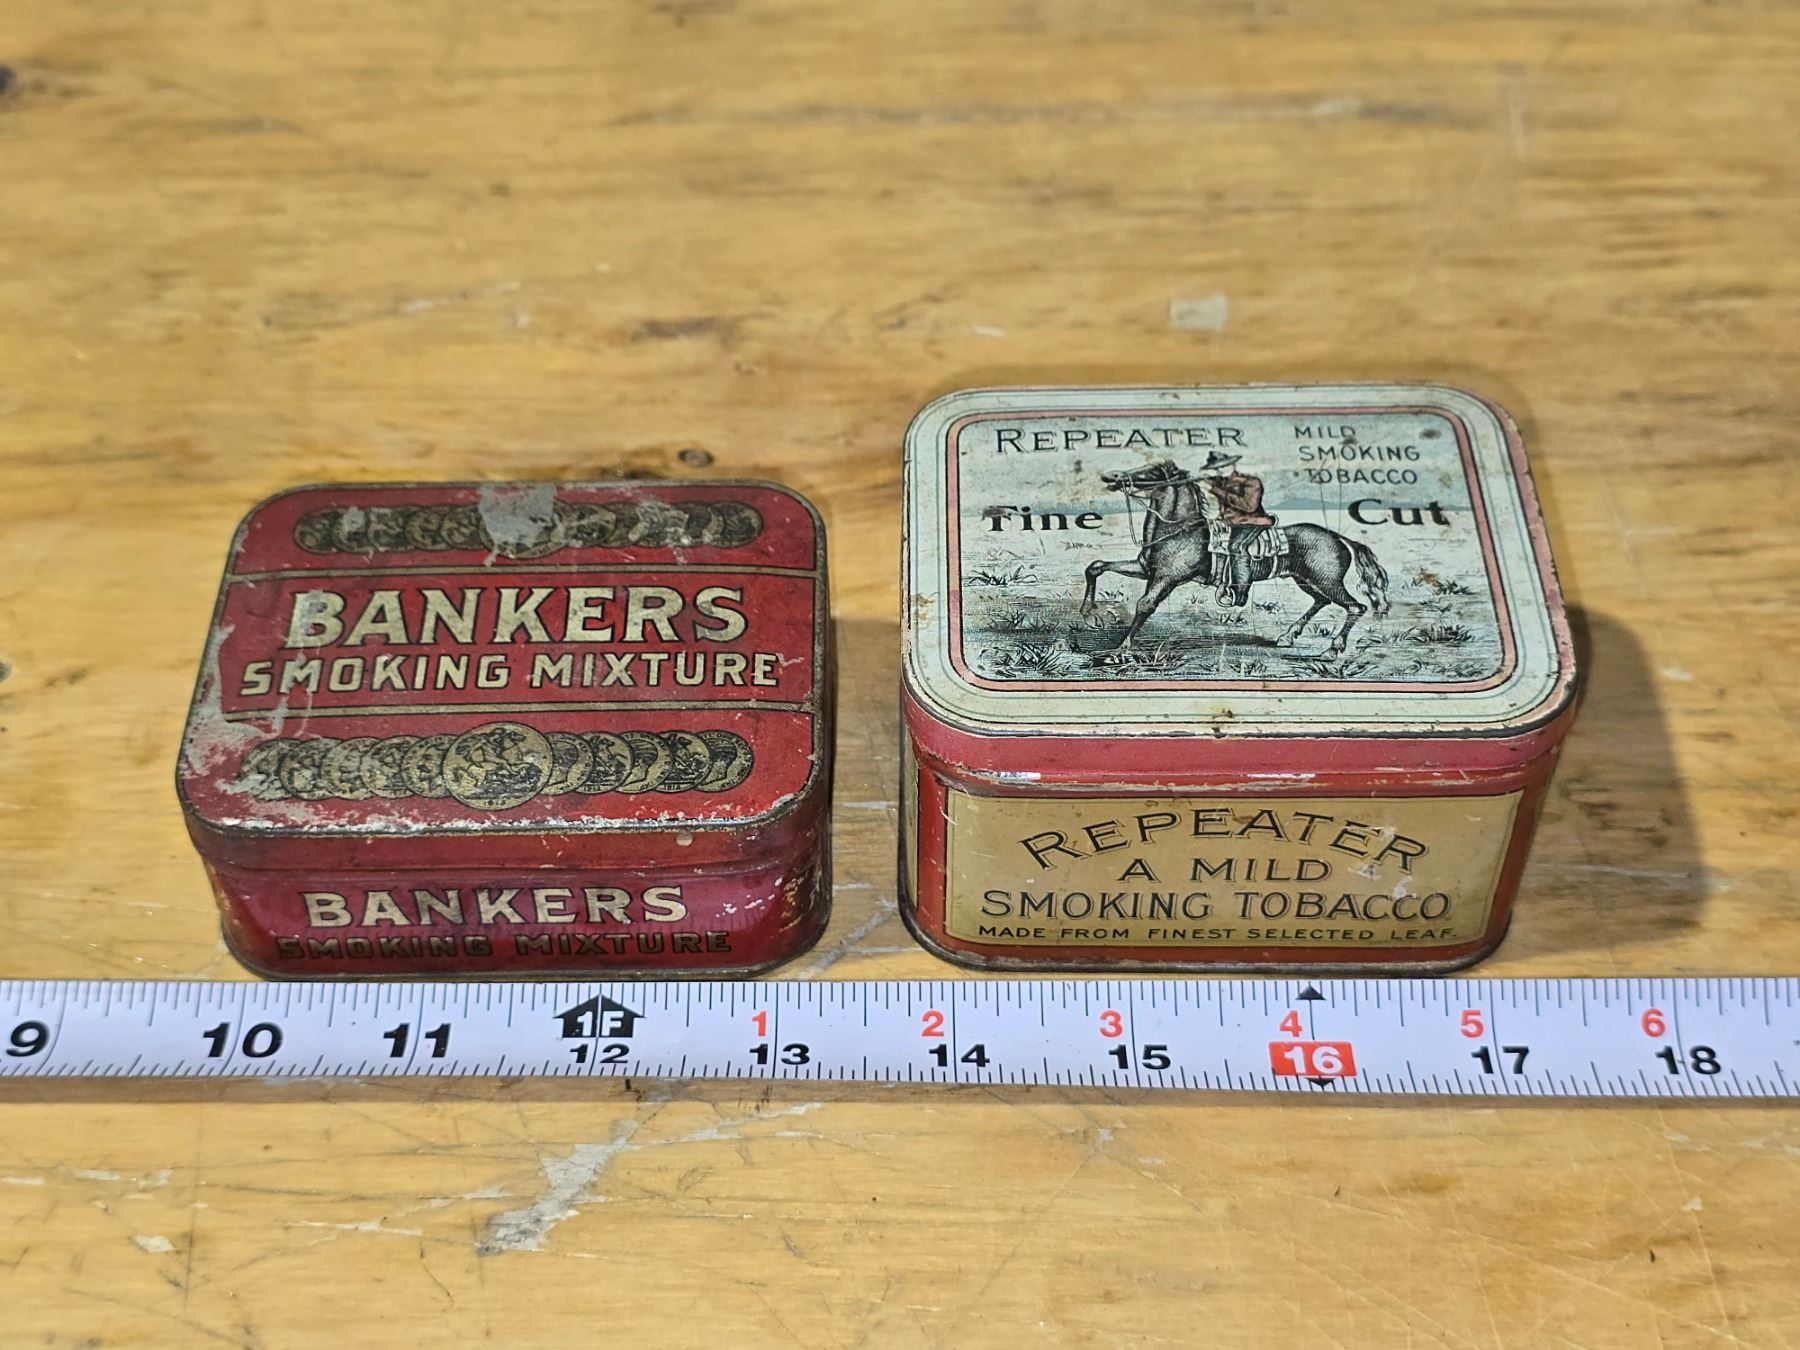 BANKERS
SMOKING MIXTURE
BANKERS
SMOKING MIXTURE
REPEATER
MILD
SMOKING
TOBACCO
Fine Cut
REPEATER
A MILD
SMOKING TOBACCO
MADE FROM FINEST SELECTED LEAF.
1F 1 2 3 4 5 6
9 10 11 12 13 14 15 16 17 18